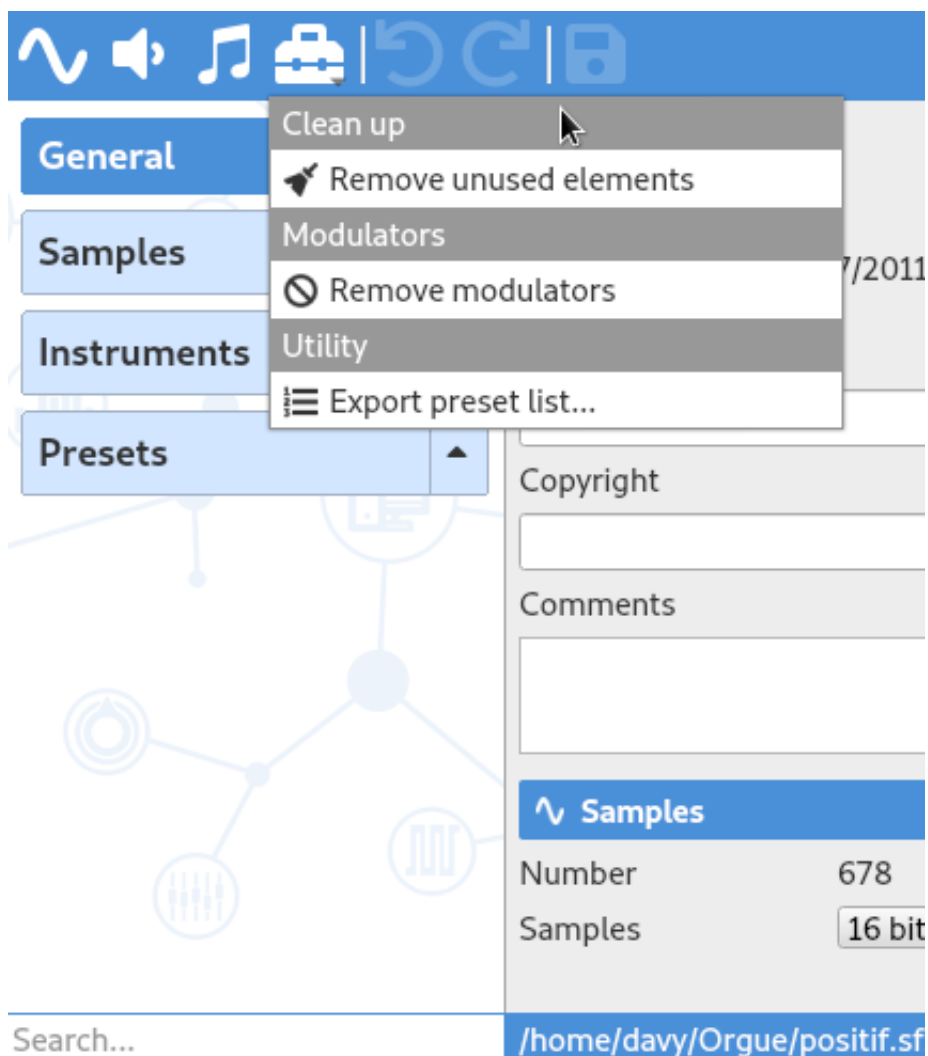 General
Samples
Instruments
Presets
Clean up
Remove unused elements
Modulators
Remove modulators
Utility
Export preset list...
7/2011
Copyright
Comments
Samples
Number 678
Samples 16 bit
Search...
/home/davy/Orgue/positif.sf